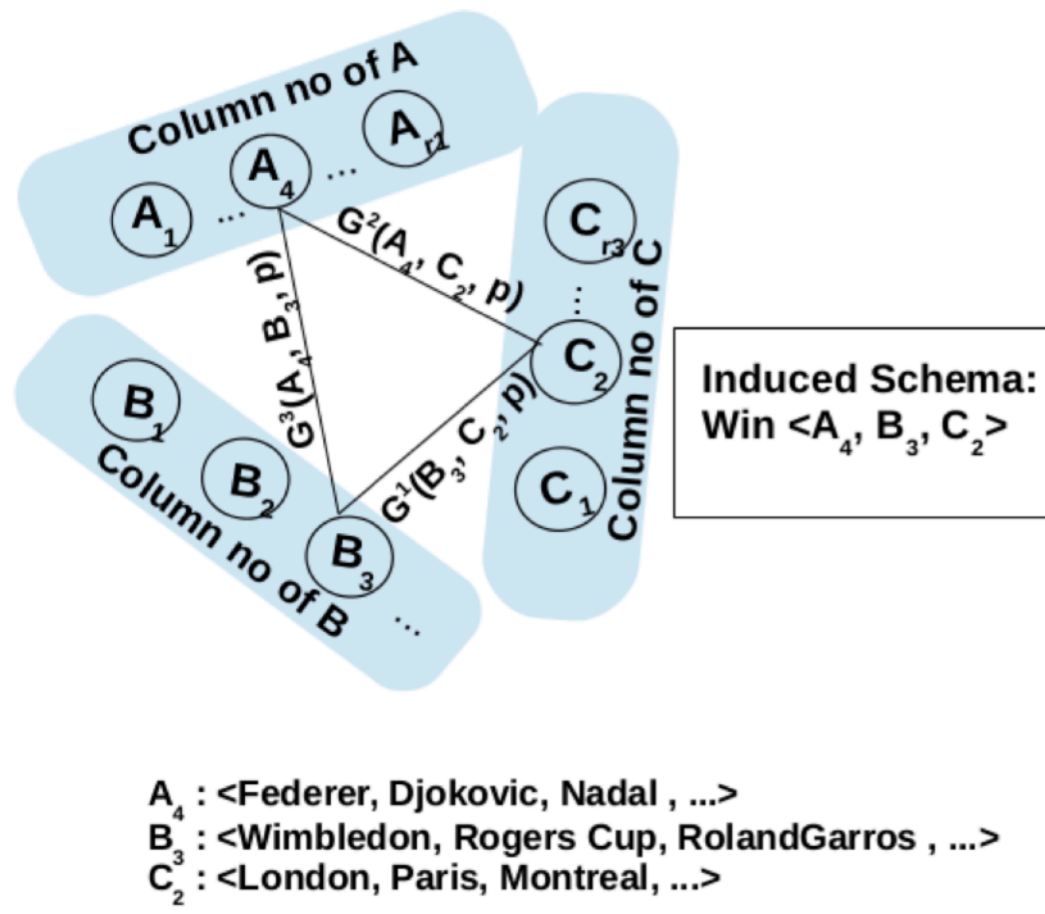 Column no of A
A1 ... A4 ... Ar1
G²(A4, C2, p)
G³(A4, B3, p)
G¹(B3, C2, p)
Cr3
⋮
C2
C1
Column no of C
B1
B2
B3
...
Column no of B
Induced Schema:
Win <A4, B3, C2>
A4 : <Federer, Djokovic, Nadal , ...>
B3 : <Wimbledon, Rogers Cup, RolandGarros , ...>
C2 : <London, Paris, Montreal, ...>